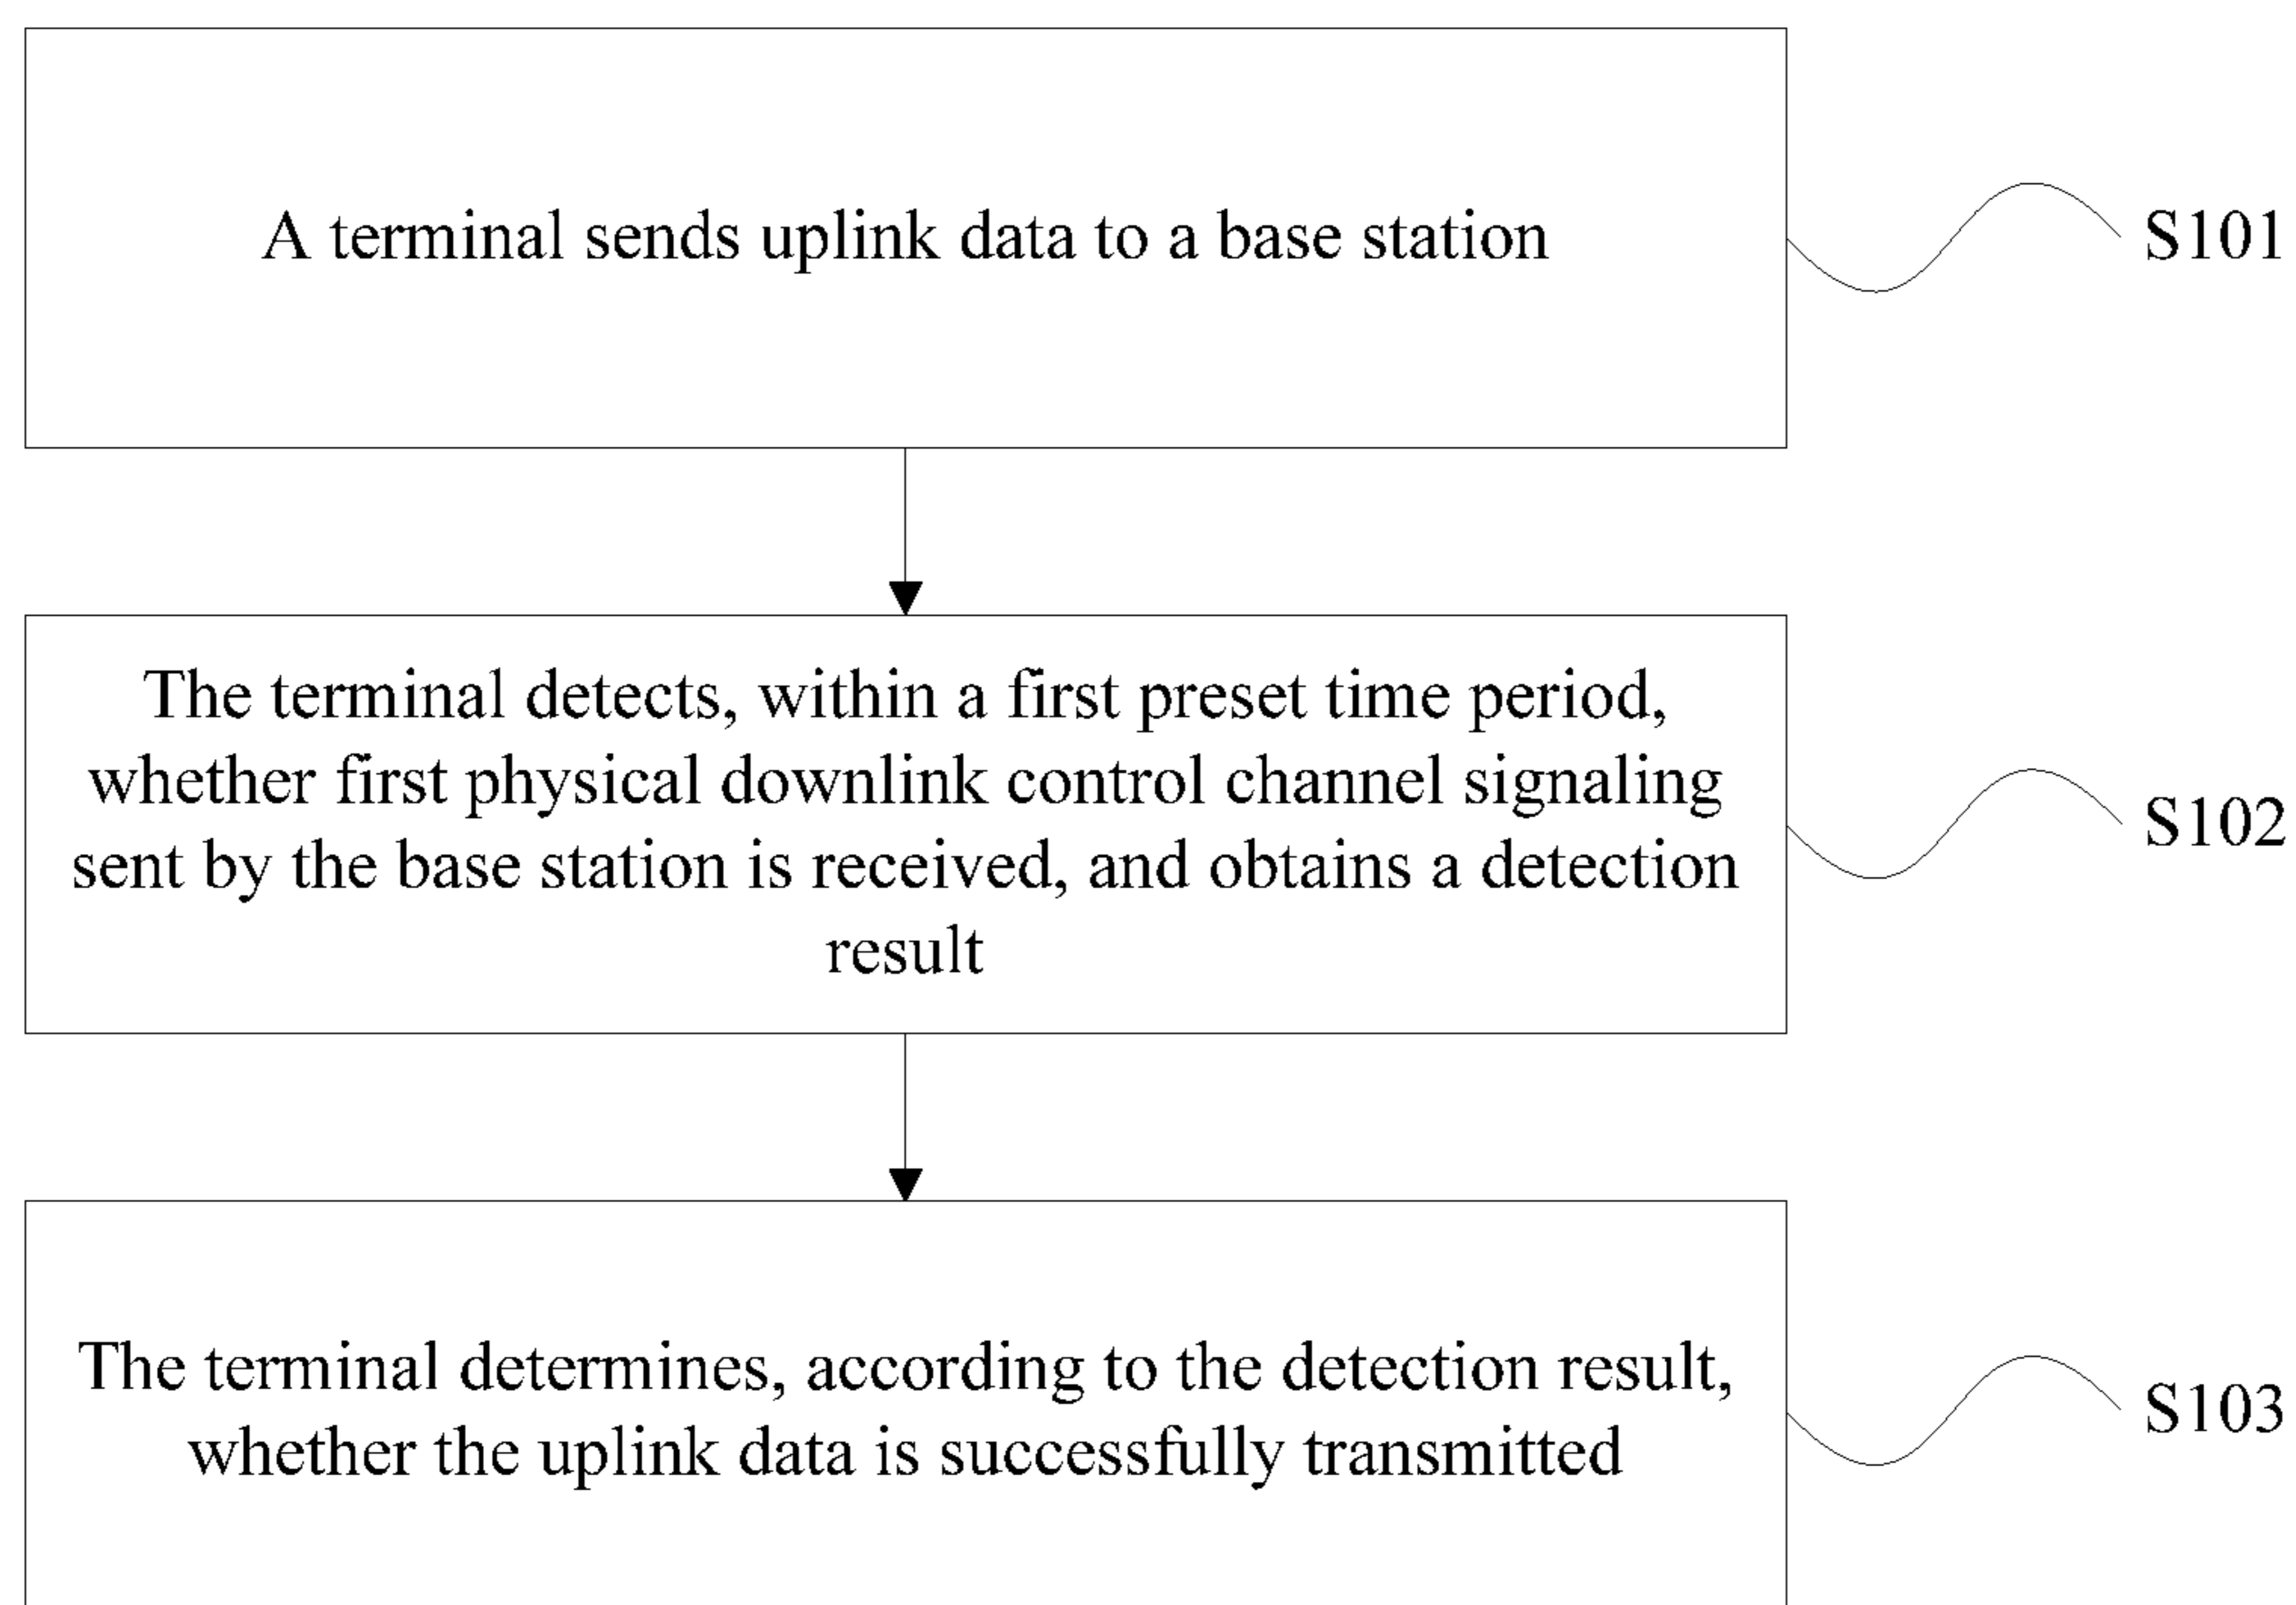 A terminal sends uplink data to a base station
S101
The terminal detects, within a first preset time period,
whether first physical downlink control channel signaling
sent by the base station is received, and obtains a detection
result
S102
The terminal determines, according to the detection result,
whether the uplink data is successfully transmitted
S103